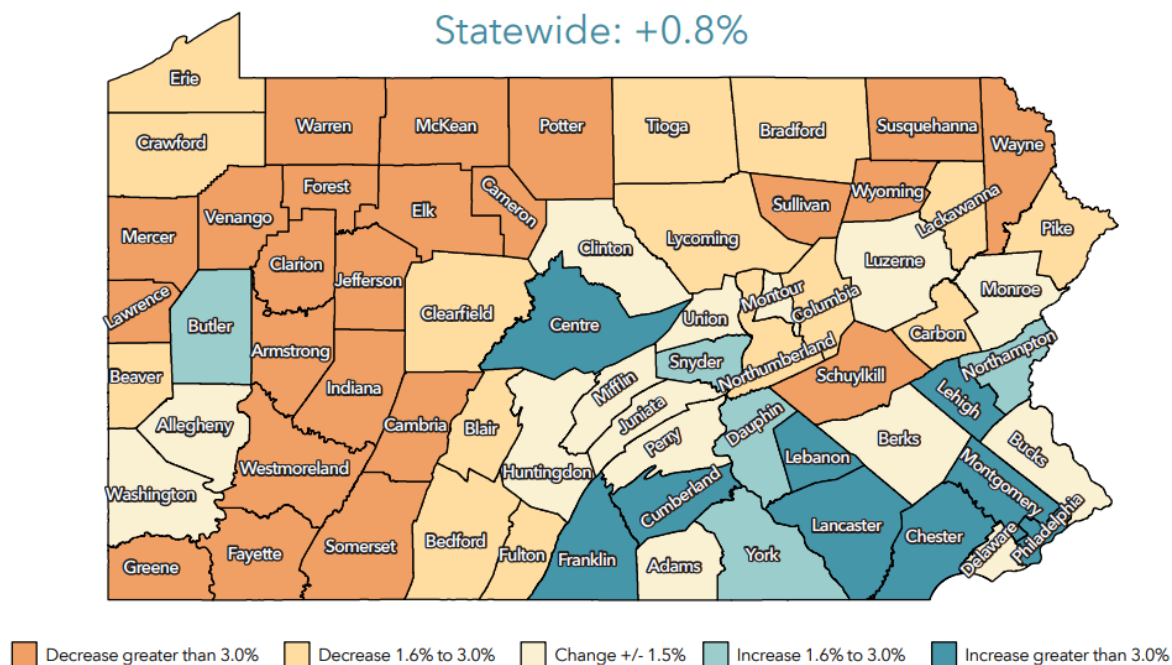 Statewide: +0.8%
Erie
Crawford
Warren
McKean
Potter
Tioga
Bradford
Susquehanna
Wayne
Forest
Venango
Mercer
Elk
Cameron
Clarion
Jefferson
Lawrence
Butler
Armstrong
Clearfield
Clinton
Centre
Lycoming
Sullivan
Wyoming
Lackawanna
Pike
Luzerne
Monroe
Montour
Columbia
Union
Snyder
Northumberland
Carbon
Schuylkill
Northampton
Lehigh
Beaver
Allegheny
Indiana
Cambria
Blair
Mifflin
Juniata
Perry
Dauphin
Lebanon
Berks
Bucks
Montgomery
Philadelphia
Delaware
Washington
Westmoreland
Huntingdon
Cumberland
Lancaster
Chester
Greene
Fayette
Somerset
Bedford
Fulton
Franklin
Adams
York
Decrease greater than 3.0%
Decrease 1.6% to 3.0%
Change +/- 1.5%
Increase 1.6% to 3.0%
Increase greater than 3.0%